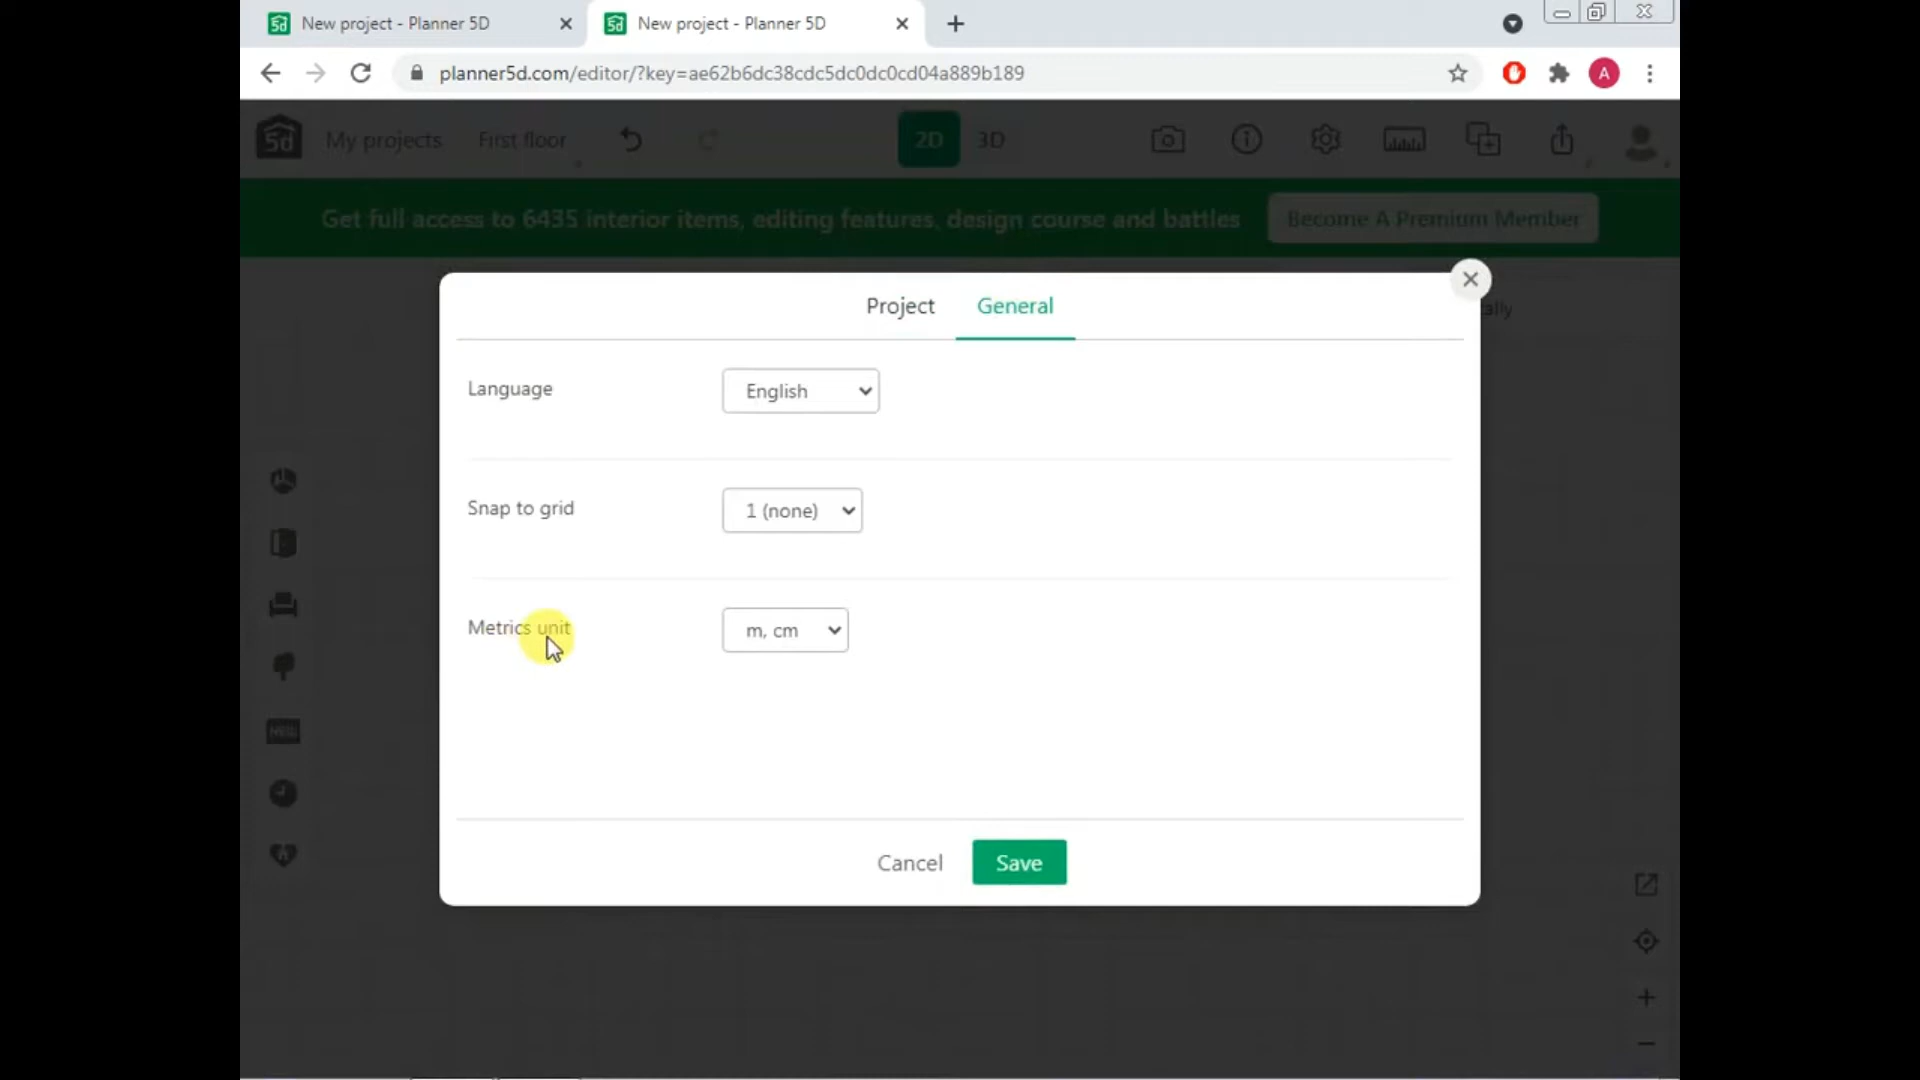 New project - Planner 5D
New project - Planner 5D
planner5d.com/editor/?key=ae62b6dc38cdc5dc0dc0cd04a889b189
A
5d My projects First floor 2D 3D
Get full access to 6435 interior items, editing features, design course and battles Become A Premium Member
Project General
ally
Language English
Snap to grid 1 (none)
Metrics unit m, cm
Cancel Save